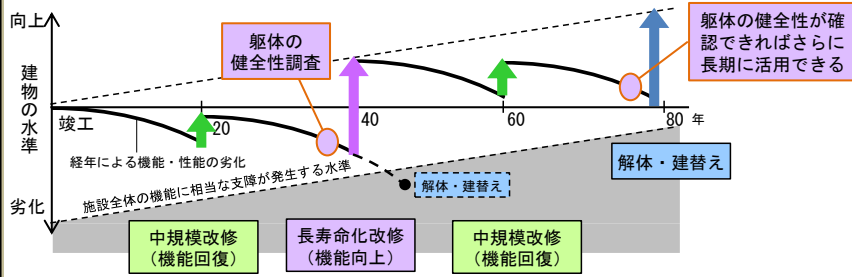 向上
建物の水準
劣化
竣工
20
40
60
80
年
経年による機能・性能の劣化
施設全体の機能に相当な支障が発生する水準
躯体の
健全性調査
躯体の健全性が確
認できればさらに
長期に活用できる
解体・建替え
解体・建替え
中規模改修
（機能回復）
長寿命化改修
（機能向上）
中規模改修
（機能回復）